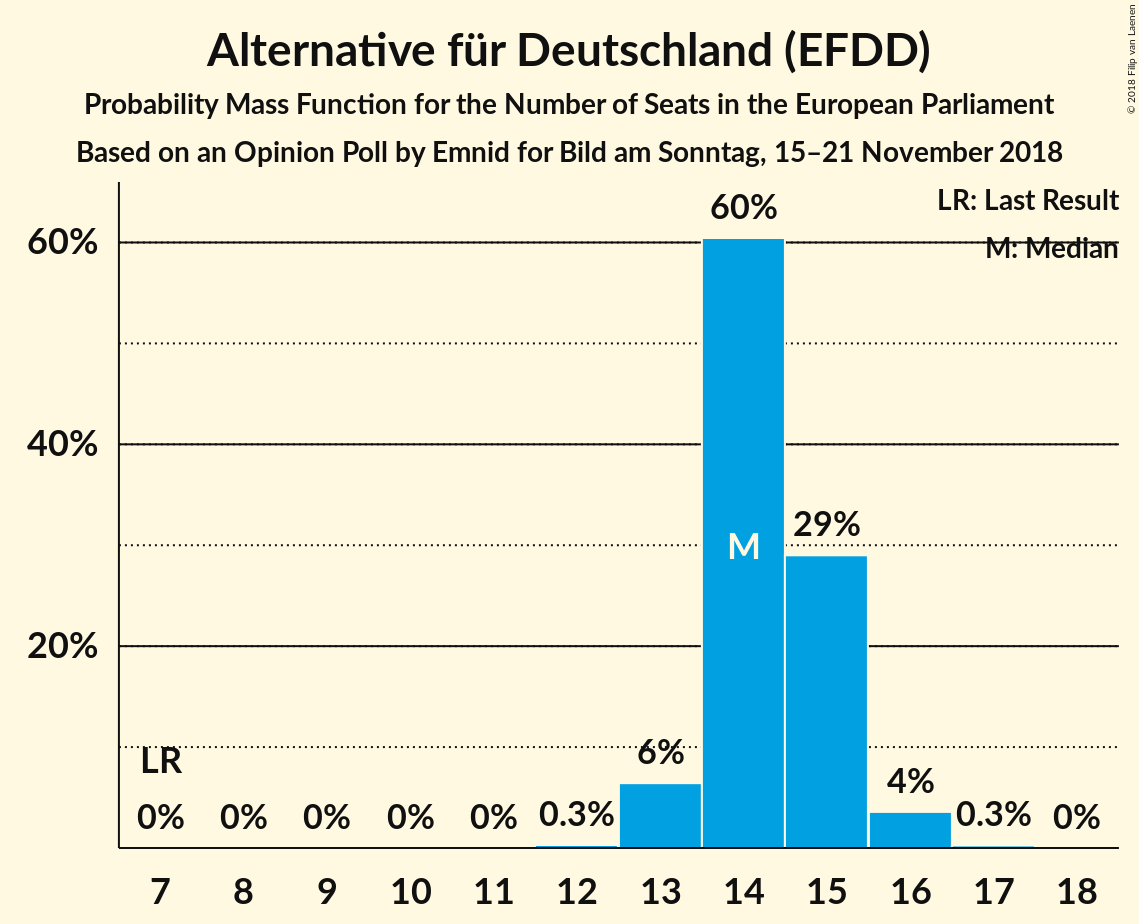 Alternative für Deutschland (EFDD)
Probability Mass Function for the Number of Seats in the European Parliament
Based on an Opinion Poll by Emnid for Bild am Sonntag, 15–21 November 2018
© 2018 Filip van Laenen
LR: Last Result
M: Median
60%
60%
40%
29%
M
20%
LR
6%
4%
0% 0% 0% 0% 0% 0.3% 0.3% 0%
7 8 9 10 11 12 13 14 15 16 17 18